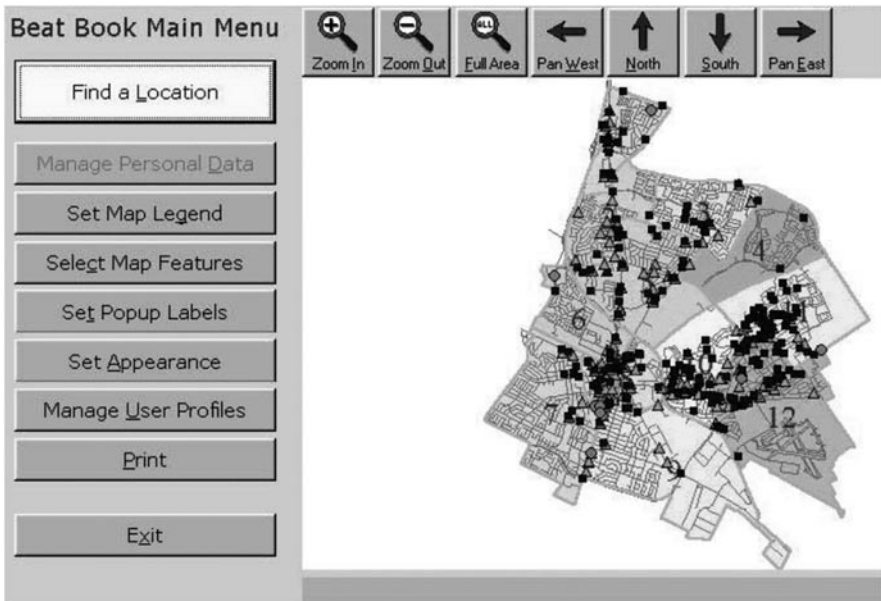 Beat Book Main Menu
Find a Location
Manage Personal Data
Set Map Legend
Select Map Features
Set Popup Labels
Set Appearance
Manage User Profiles
Print
Exit
Zoom In
Zoom Out
ALL
Full Area
Pan West
North
South
Pan East
3
4
6
7
12